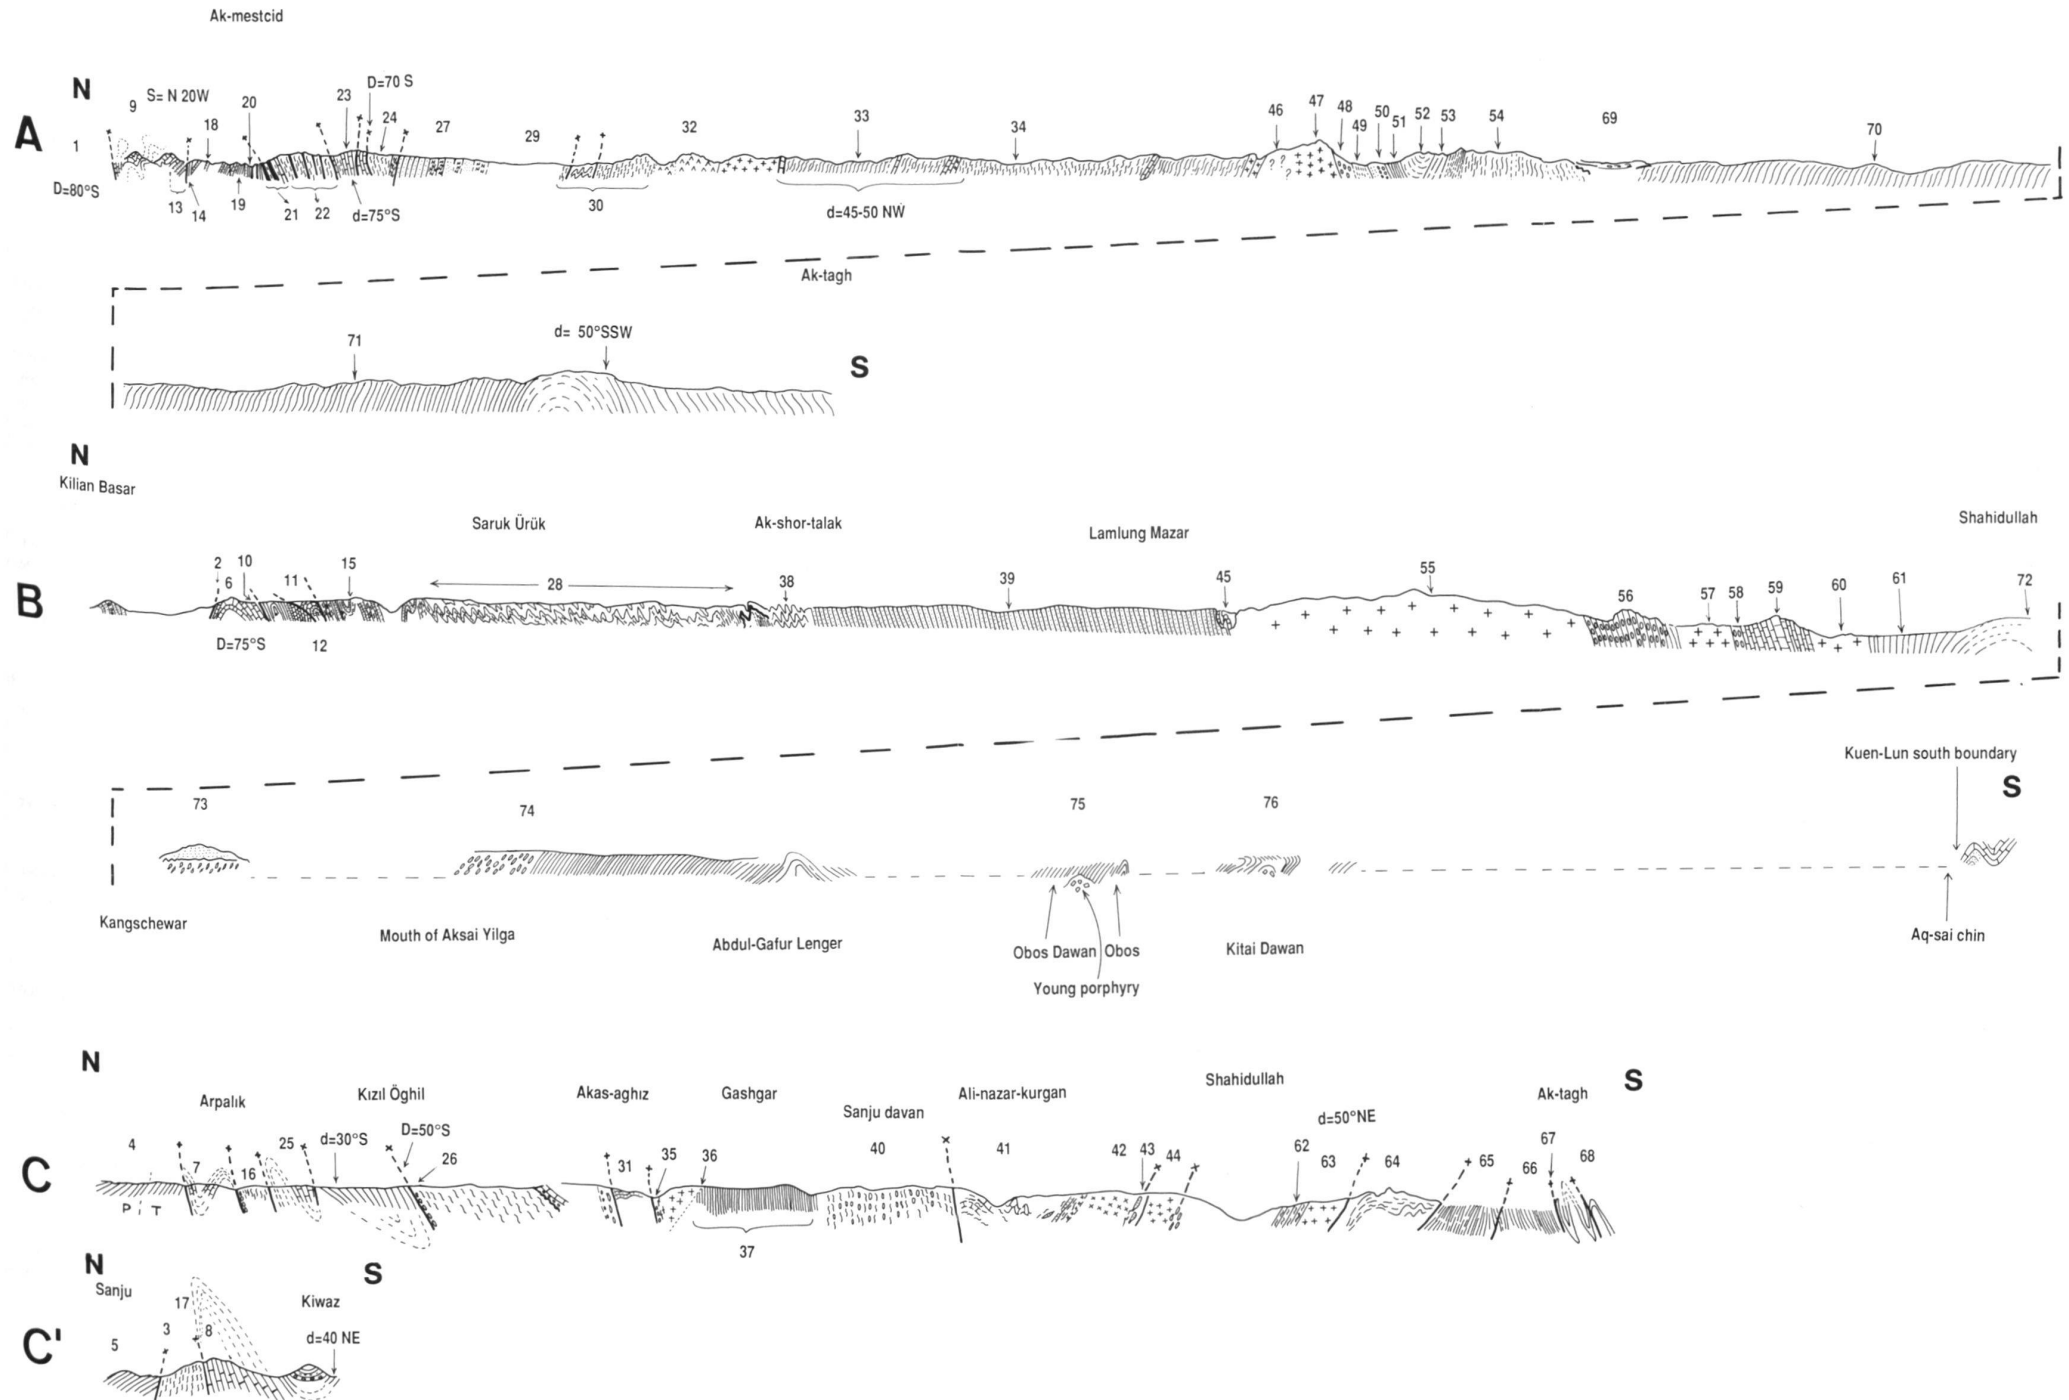 Ak-mestcid
N
A
9 S= N 20W 18 20 23 D=70 S 24 27 29 32 33 34 46 47 48 49 50 51 52 53 54 69 70
1
D=80°S
13 14 19 21 22 d=75°S 30 d=45-50 NW
Ak-tagh
71 d= 50°SSW
S
N
Kilian Basar
Saruk Ürük Ak-shor-talak Lamlung Mazar Shahidullah
B
2 6 10 11 15 28 38 39 45 55 56 57 58 59 60 61 72
D=75°S 12
Kuen-Lun south boundary
S
73 74 75 76
Kangschewar Mouth of Aksai Yilga Abdul-Gafur Lenger Obos Dawan Obos Kitai Dawan Aq-sai chin
Young porphyry
N
S
Arpalık Kızıl Öghil Akas-aghız Gashgar Sanju davan Ali-nazar-kurgan Shahidullah Ak-tagh
C
4 7 16 25 d=30°S D=50°S 26 31 35 36 40 41 42 43 44 62 63 d=50°NE 64 65 66 67 68
P T
37
N
S
Sanju 17 Kiwaz
C'
5 3 8 d=40 NE